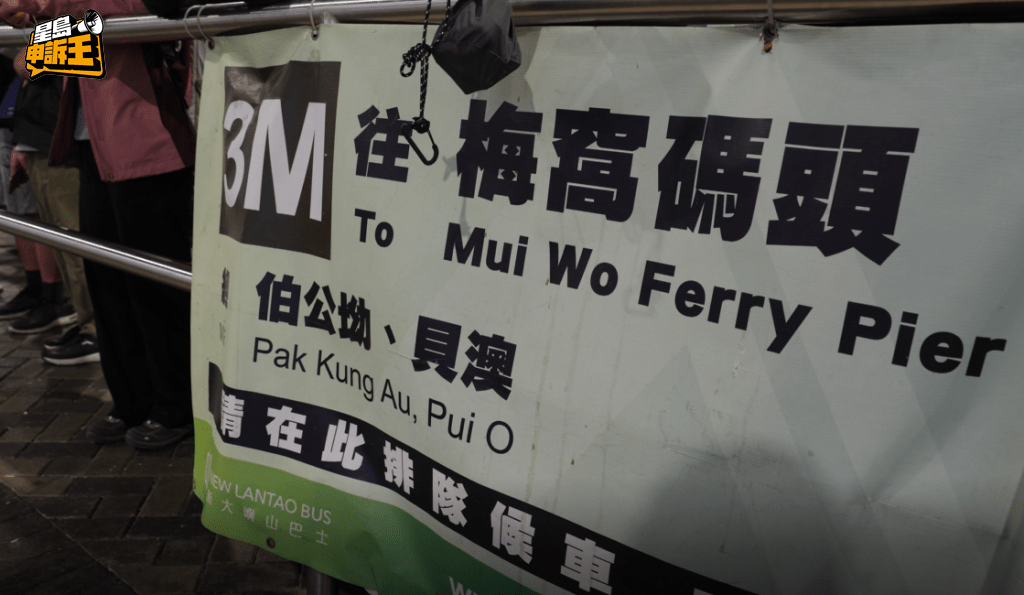 星島
申訴王
3M
往 梅窩碼頭
To Mui Wo Ferry Pier
經
伯公坳、貝澳
Pak Kung Au, Pui O
請在此排隊候車
NEW LANTAO BUS
新大嶼山巴士